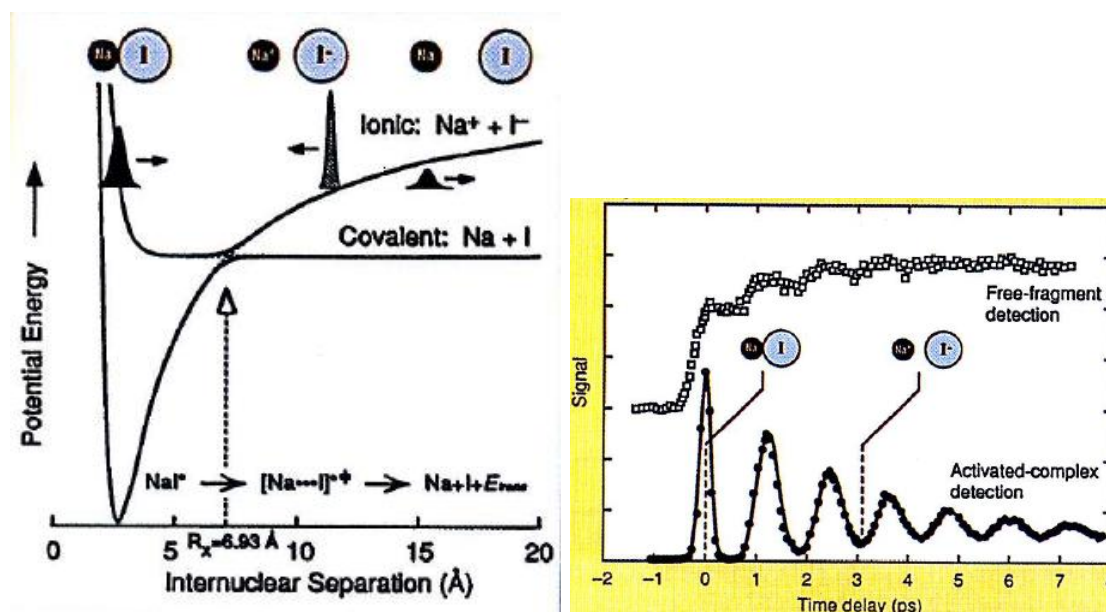 Na I Na⁺ I⁻ Na I
Ionic: Na⁺ + I⁻
Covalent: Na + I
Potential Energy
NaI* → [Na····I]*‡ → Na+I+Etrans
0 5 10 15 20
Rx=6.93 Å
Internuclear Separation (Å)
Free-fragment
detection
Na I Na⁺ I⁻
Signal
Activated-complex
detection
−2 −1 0 1 2 3 4 5 6 7
Time delay (ps)